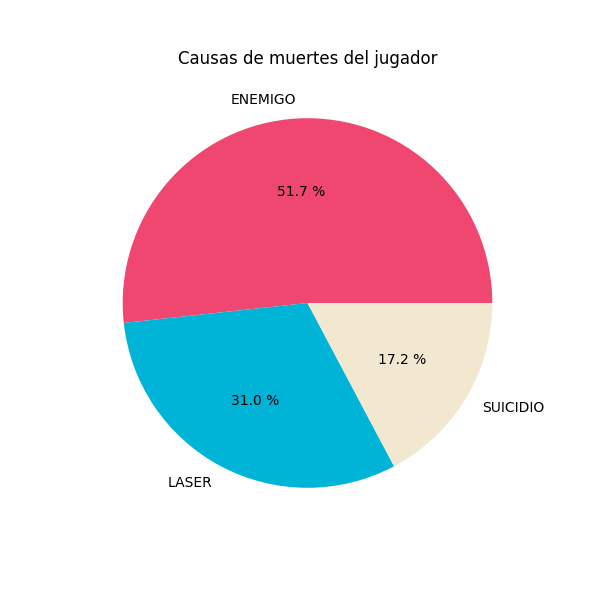 Causas de muertes del jugador
ENEMIGO
51.7 %
17.2 %
31.0 %
SUICIDIO
LASER